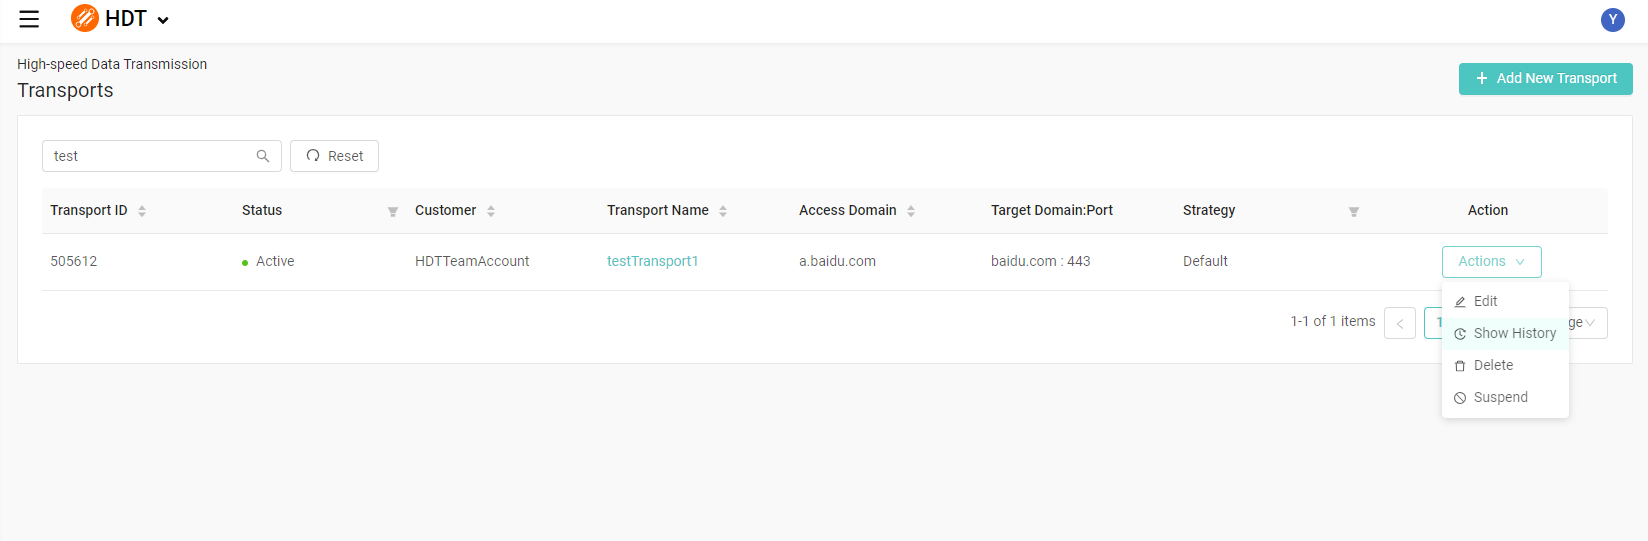 HDT
Y
High-speed Data Transmission
Transports
Add New Transport
test
Reset
Transport ID Status Customer Transport Name Access Domain Target Domain:Port Strategy Action
505612 Active HDTTeamAccount testTransport1 a.baidu.com baidu.com : 443 Default Actions
Edit
1-1 of 1 items < 1 ge
Show History
Delete
Suspend